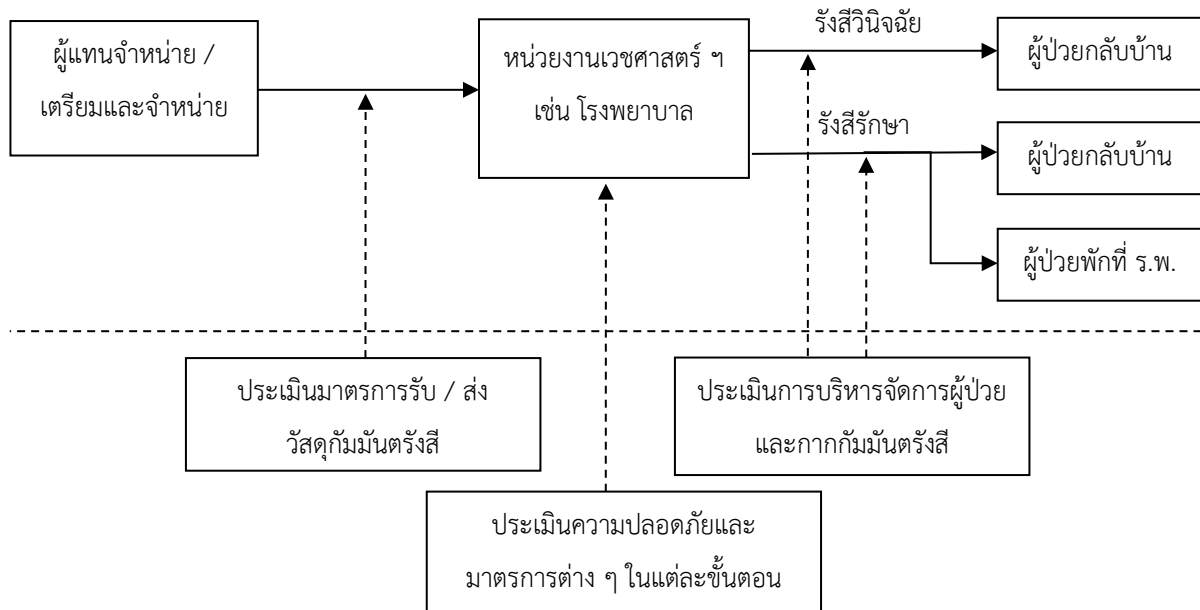 ผู้แทนจำหน่าย /
เตรียมและจำหน่าย
หน่วยงานเวชศาสตร์ ฯ
เช่น โรงพยาบาล
รังสีวินิจฉัย
ผู้ป่วยกลับบ้าน
รังสีรักษา
ผู้ป่วยกลับบ้าน
ผู้ป่วยพักที่ ร.พ.
ประเมินมาตรการรับ / ส่ง
วัสดุกัมมันตรังสี
ประเมินการบริหารจัดการผู้ป่วย
และกากกัมมันตรังสี
ประเมินความปลอดภัยและ
มาตรการต่าง ๆ ในแต่ละขั้นตอน